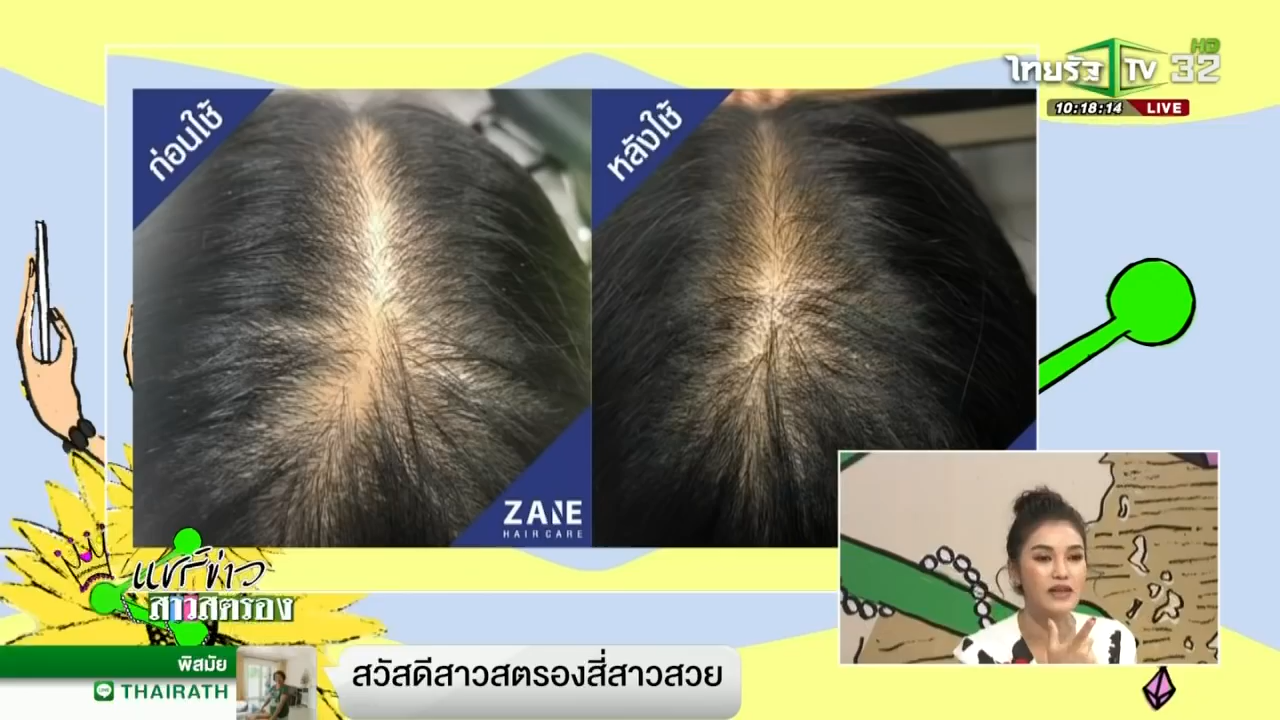 ไทยรัฐ TV 32 HD
10:18:14 LIVE
ก่อนใช้
หลังใช้
ZANE
HAIR CARE
แชร์ข่าว
สาวสตรอง
พิสมัย
LINE THAIRATH
สวัสดีสาวสตรองสี่สาวสวย